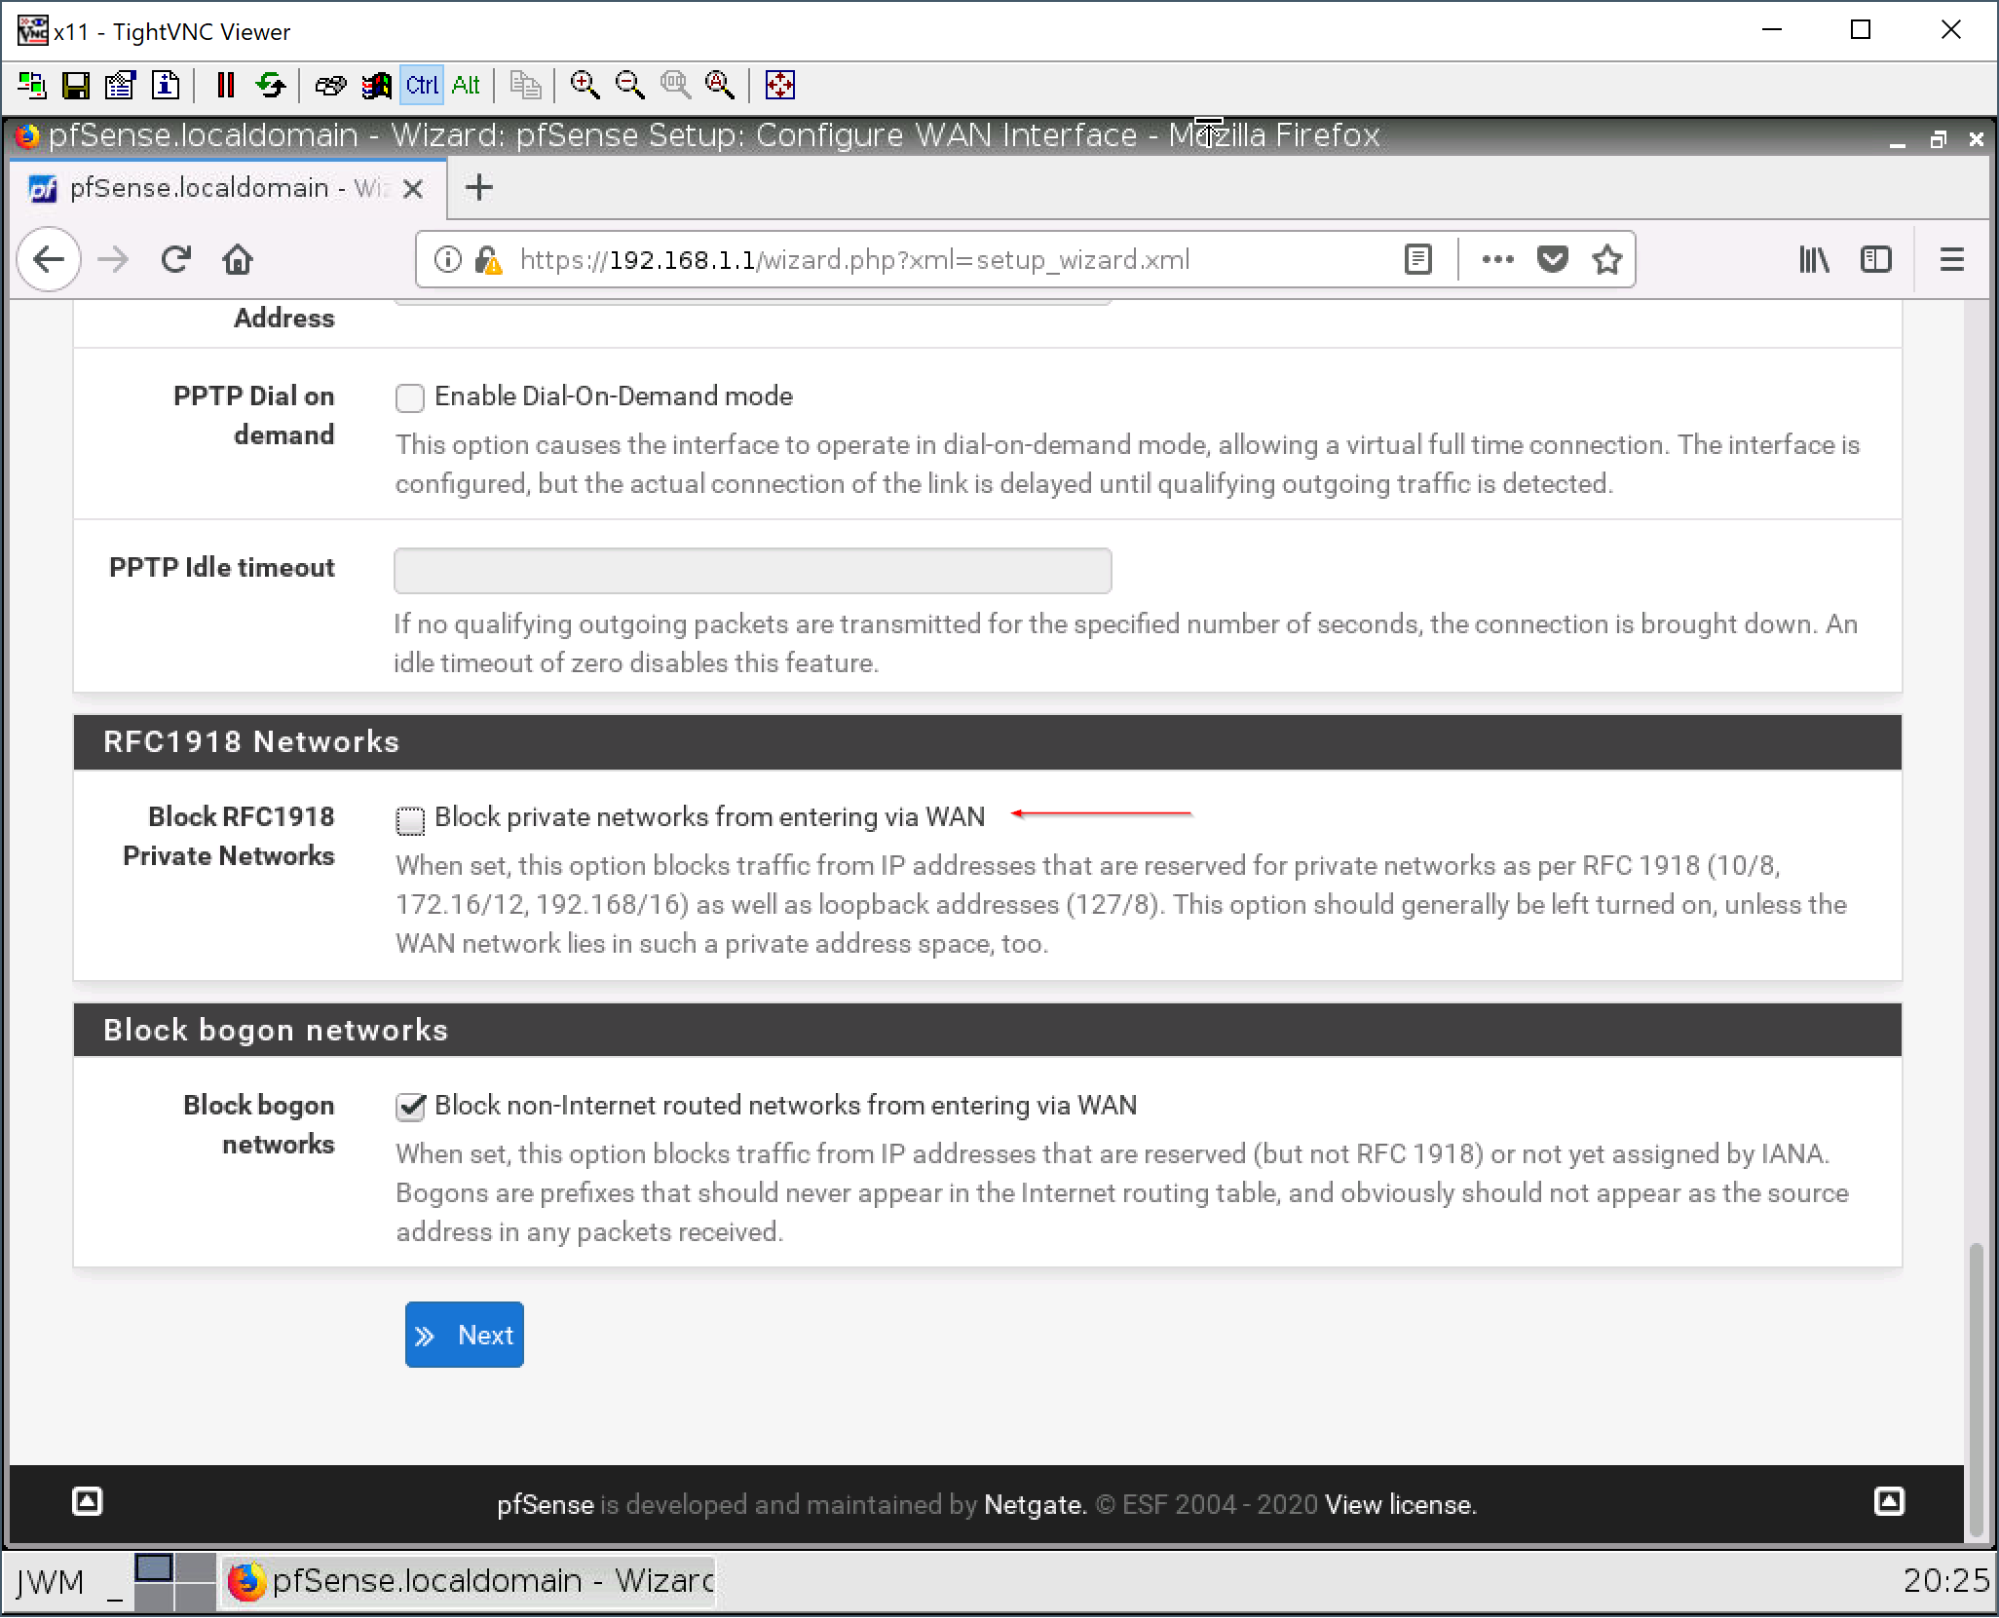 x11 - TightVNC Viewer
Ctrl Alt
pfSense.localdomain - Wizard: pfSense Setup: Configure WAN Interface - Mozilla Firefox
pfSense.localdomain - Wiz
https://192.168.1.1/wizard.php?xml=setup_wizard.xml
Address
PPTP Dial on
demand
Enable Dial-On-Demand mode
This option causes the interface to operate in dial-on-demand mode, allowing a virtual full time connection. The interface is
configured, but the actual connection of the link is delayed until qualifying outgoing traffic is detected.
PPTP Idle timeout
If no qualifying outgoing packets are transmitted for the specified number of seconds, the connection is brought down. An
idle timeout of zero disables this feature.
RFC1918 Networks
Block RFC1918
Private Networks
Block private networks from entering via WAN
When set, this option blocks traffic from IP addresses that are reserved for private networks as per RFC 1918 (10/8,
172.16/12, 192.168/16) as well as loopback addresses (127/8). This option should generally be left turned on, unless the
WAN network lies in such a private address space, too.
Block bogon networks
Block bogon
networks
Block non-Internet routed networks from entering via WAN
When set, this option blocks traffic from IP addresses that are reserved (but not RFC 1918) or not yet assigned by IANA.
Bogons are prefixes that should never appear in the Internet routing table, and obviously should not appear as the source
address in any packets received.
Next
pfSense is developed and maintained by Netgate. © ESF 2004 - 2020 View license.
JWM _ pfSense.localdomain - Wizard 20:25